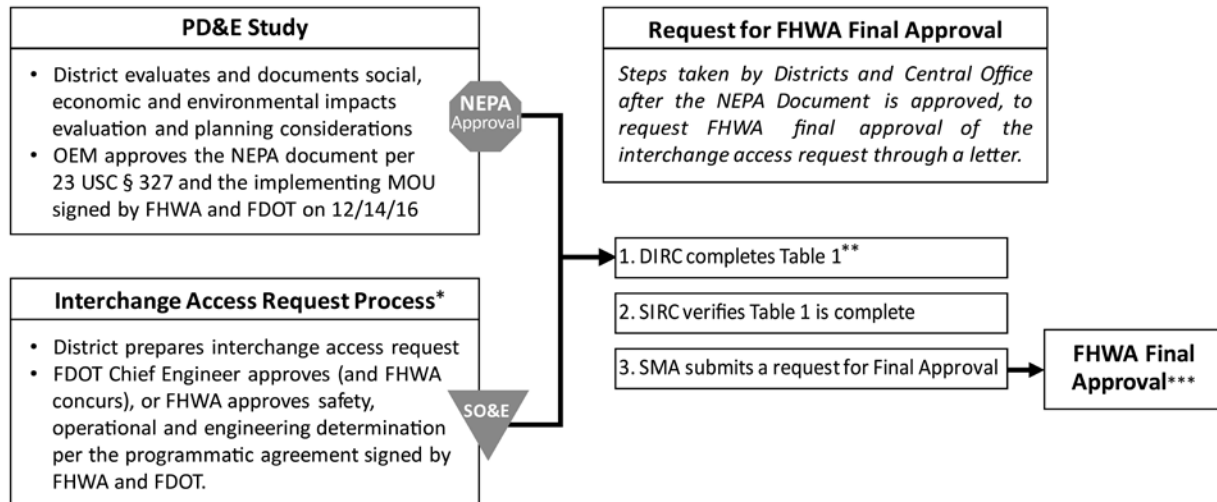 PD&E Study
• District evaluates and documents social,
economic and environmental impacts
evaluation and planning considerations
• OEM approves the NEPA document per
23 USC § 327 and the implementing MOU
signed by FHWA and FDOT on 12/14/16
NEPA
Approval
Request for FHWA Final Approval
Steps taken by Districts and Central Office
after the NEPA Document is approved, to
request FHWA final approval of the
interchange access request through a letter.
Interchange Access Request Process*
• District prepares interchange access request
• FDOT Chief Engineer approves (and FHWA
concurs), or FHWA approves safety,
operational and engineering determination
per the programmatic agreement signed by
FHWA and FDOT.
SO&E
1. DIRC completes Table 1**
2. SIRC verifies Table 1 is complete
3. SMA submits a request for Final Approval
FHWA Final
Approval***